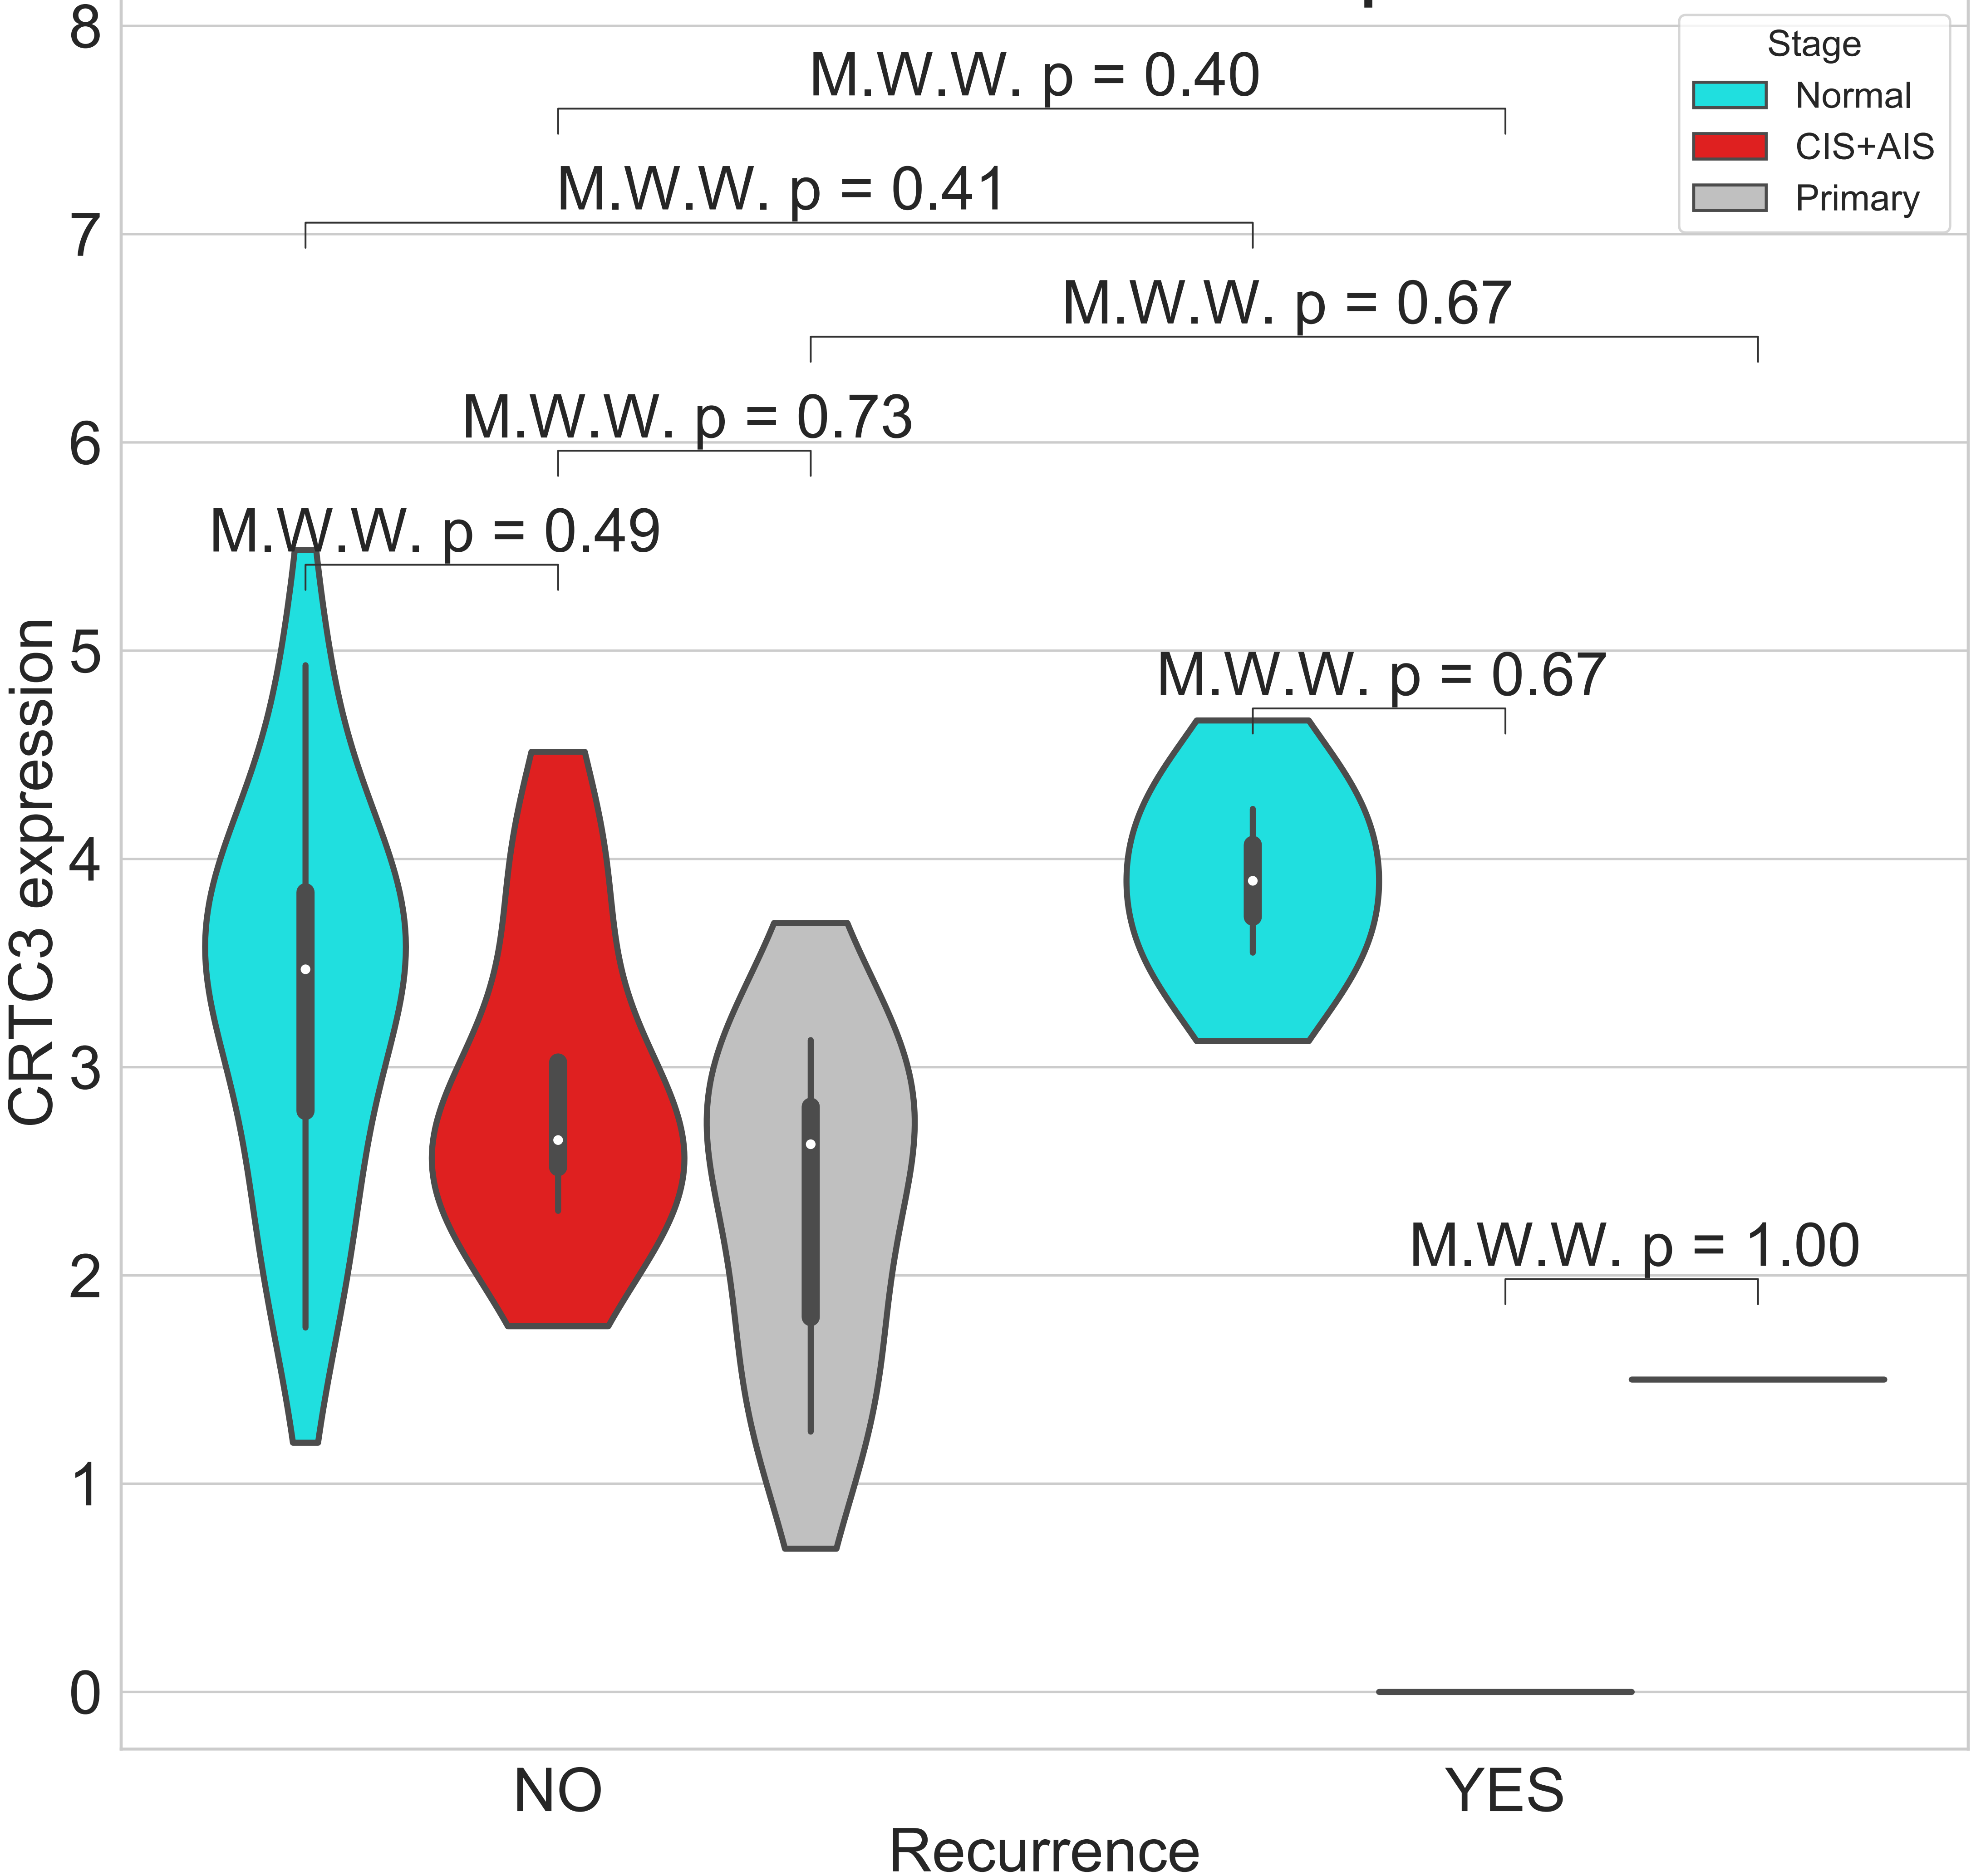 8
M.W.W. p = 0.40
Stage
Normal
CIS+AIS
Primary
M.W.W. p = 0.41
7
M.W.W. p = 0.67
M.W.W. p = 0.73
6
M.W.W. p = 0.49
5
M.W.W. p = 0.67
CRTC3 expression
4
3
M.W.W. p = 1.00
2
1
0
NO
YES
Recurrence